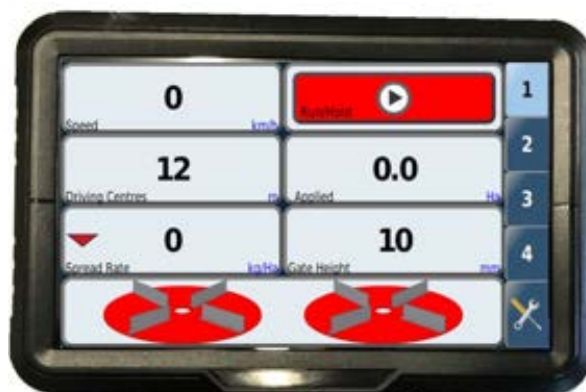 0
Speed km/h
Run/Hold
1
2
12
Driving Centres m
0.0
Applied Ha
3
0
Spread Rate kg/Ha
10
Gate Height mm
4